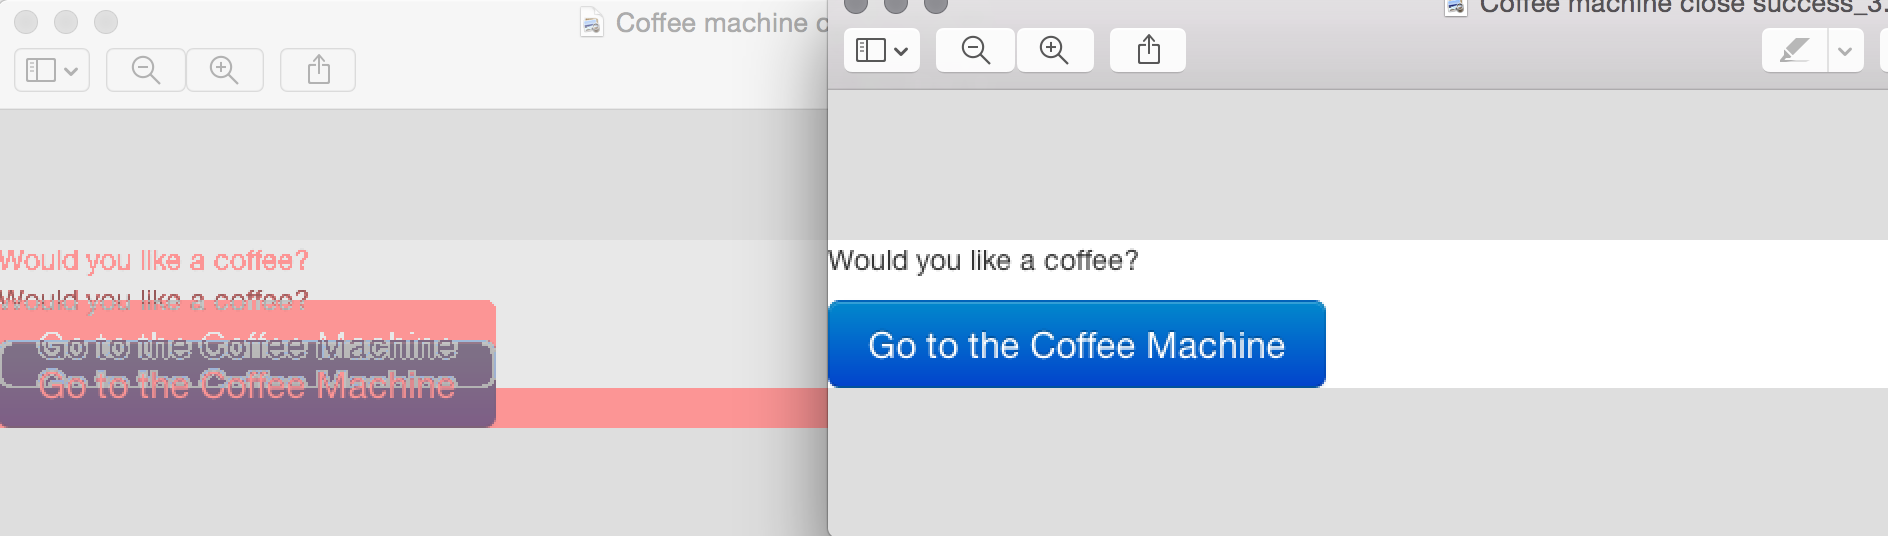 Coffee machine c
Would you like a coffee?
Would you like a coffee?
Go to the Coffee Machine
Go to the Coffee Machine
Coffee machine close success_3.
Would you like a coffee?
Go to the Coffee Machine